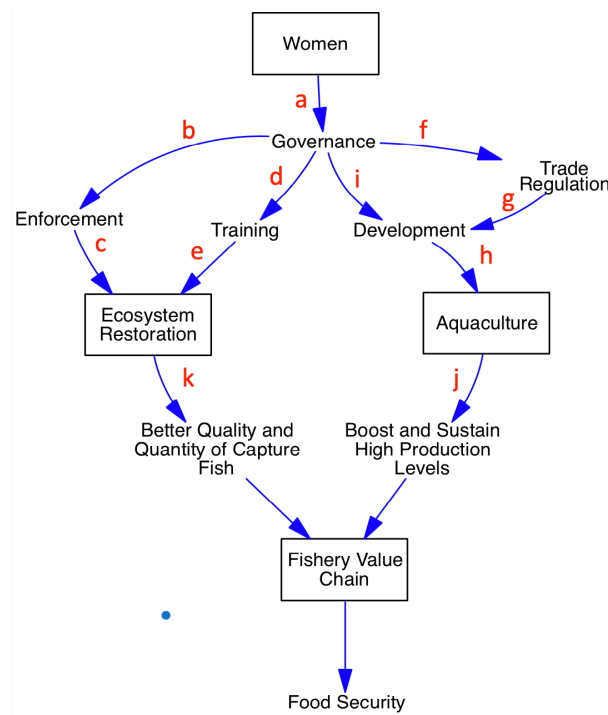 Women
a
b
f
Governance
d
i
Trade
Regulation
g
Enforcement
Training
Development
c
e
h
Ecosystem
Restoration
Aquaculture
k
j
Better Quality and
Quantity of Capture
Fish
Boost and Sustain
High Production
Levels
Fishery Value
Chain
Food Security